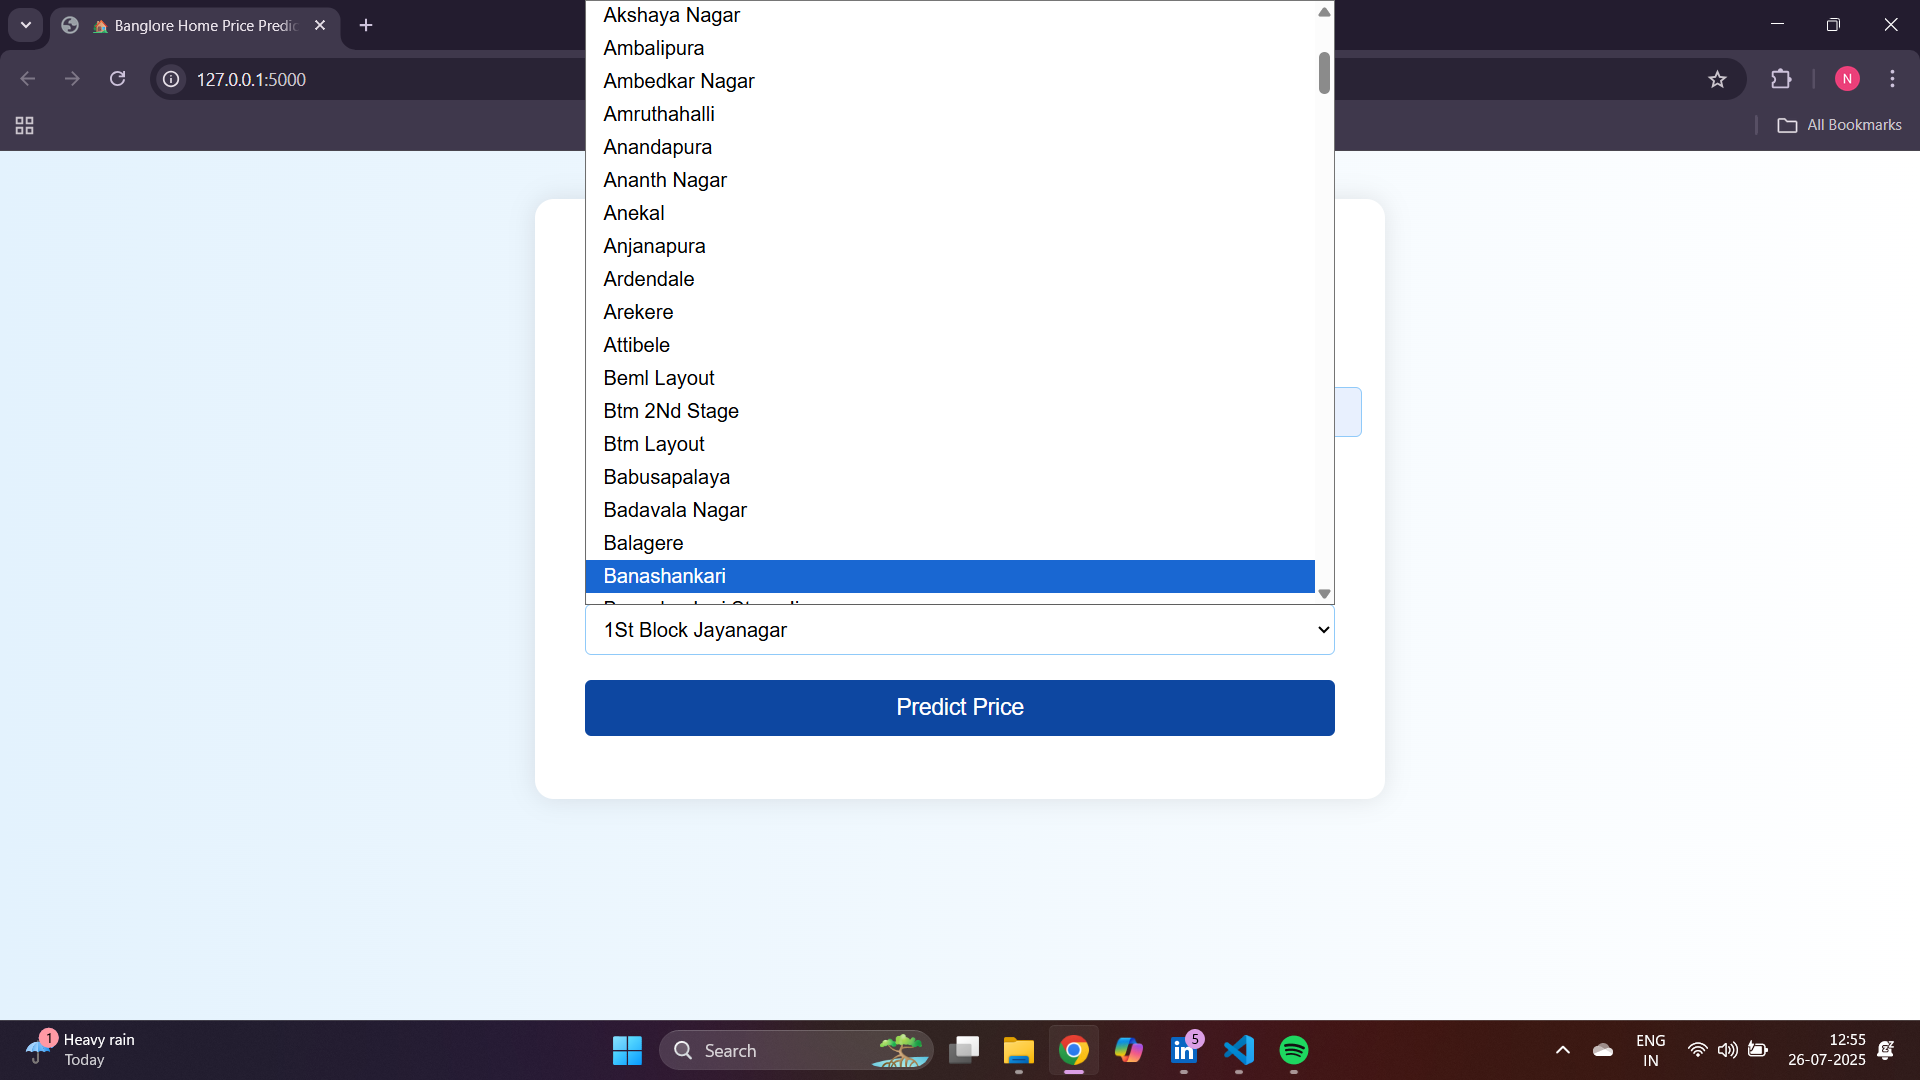 Banglore Home Price Predic
127.0.0.1:5000
N
All Bookmarks
Akshaya Nagar
Ambalipura
Ambedkar Nagar
Amruthahalli
Anandapura
Ananth Nagar
Anekal
Anjanapura
Ardendale
Arekere
Attibele
Beml Layout
Btm 2Nd Stage
Btm Layout
Babusapalaya
Badavala Nagar
Balagere
Banashankari
1St Block Jayanagar
Predict Price
1
Heavy rain
Today
Search
in
5
ENG
IN
12:55
26-07-2025